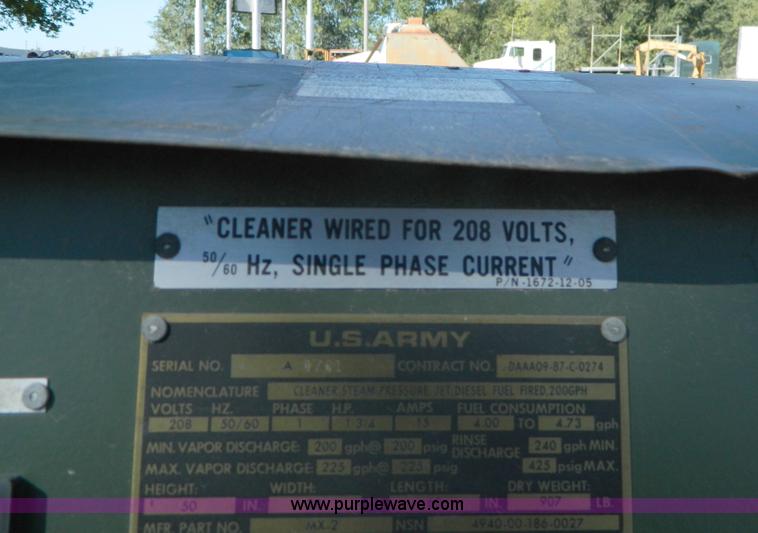 "CLEANER WIRED FOR 208 VOLTS,
50/60 Hz, SINGLE PHASE CURRENT"
P/N-1672-12-05
U.S. ARMY
SERIAL NO. A CONTRACT NO. DAAA09-87-C-0274
NOMENCLATURE CLEANER,STEAM,PRESSURE JET:DIESEL FUEL FIRED,200GPH
VOLTS HZ. PHASE H.P. AMPS FUEL CONSUMPTION
208 50/60 1 1 3/4 15 4.00 TO 4.73 gph
MIN. VAPOR DISCHARGE: 200 gph@ 200 psig RINSE DISCHARGE 240 gph MIN.
MAX. VAPOR DISCHARGE: 225 gph@ 225 psig 425 psig MAX.
HEIGHT: WIDTH: LENGTH: DRY WEIGHT:
50 IN. IN. 907 LB.
www.purplewave.com
MFR. PART NO. MX-2 NSN 4940-00-186-0027